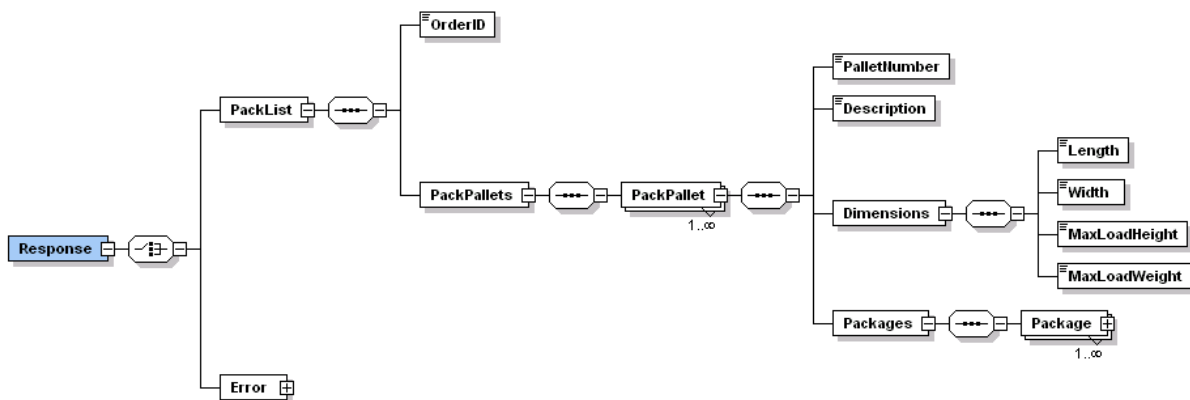 OrderID
PalletNumber
PackList
Description
PackPallets
PackPallet
1..∞
Length
Width
Dimensions
MaxLoadHeight
Response
MaxLoadWeight
Packages
Package
1..∞
Error